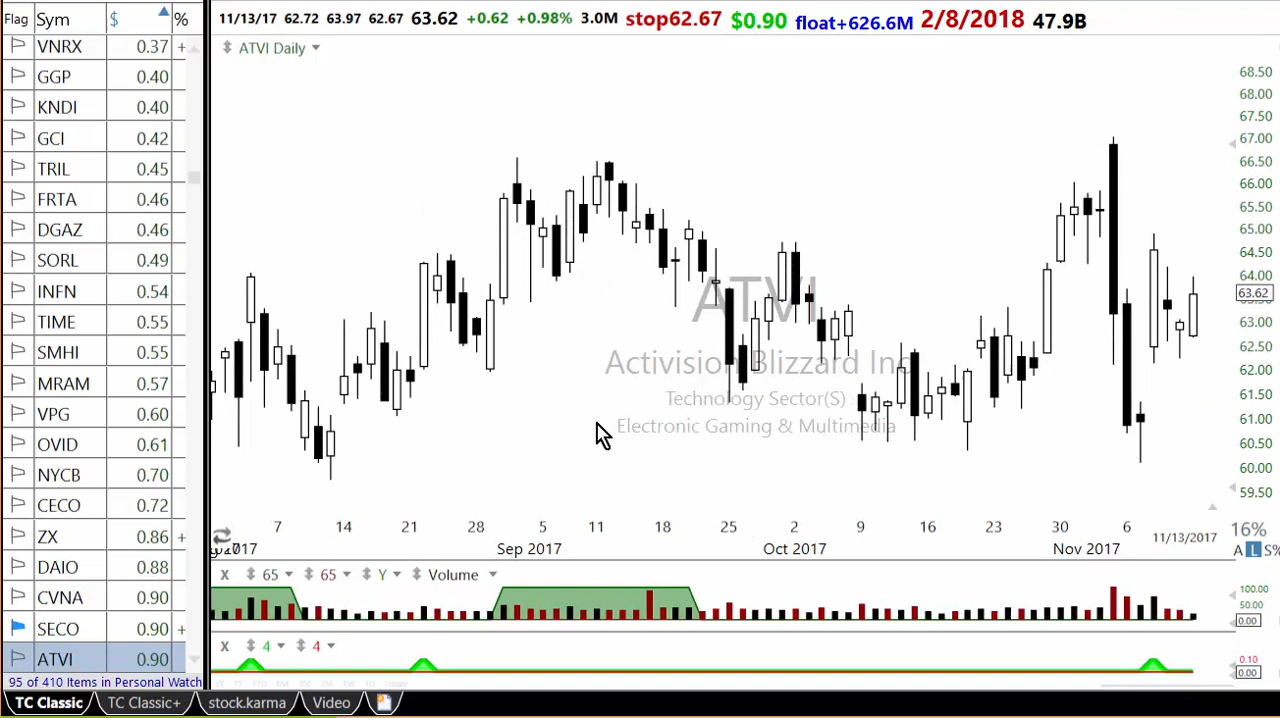 Flag Sym $ %
VNRX 0.37 +
GGP 0.40
KNDI 0.40
GCI 0.42
TRIL 0.45
FRTA 0.46
DGAZ 0.46
SORL 0.49
INFN 0.54
TIME 0.55
SMHI 0.55
MRAM 0.57
VPG 0.60
OVID 0.61
NYCB 0.70
CECO 0.72
ZX 0.86 +
DAIO 0.88
CVNA 0.90
SECO 0.90 +
ATVI 0.90
95 of 410 Items in Personal Watch
11/13/17 62.72 63.97 62.67 63.62 +0.62 +0.98% 3.0M stop62.67 $0.90 float+626.6M 2/8/2018 47.9B
ATVI Daily
ATVI
Activision Blizzard Inc
Technology Sector(S)
Electronic Gaming & Multimedia
68.50
68.00
67.50
67.00
66.50
66.00
65.50
65.00
64.50
64.00
63.62
63.00
62.50
62.00
61.50
61.00
60.50
60.00
59.50
7 14 21 28 5 11 18 25 2 9 16 23 30 6 11/13/2017 16%
2017 Sep 2017 Oct 2017 Nov 2017 A L S%
X 65 65 Y Volume
100.00
50.00
0.00
X 4 4
0.10
0.00
TC Classic TC Classic+ stock.karma Video